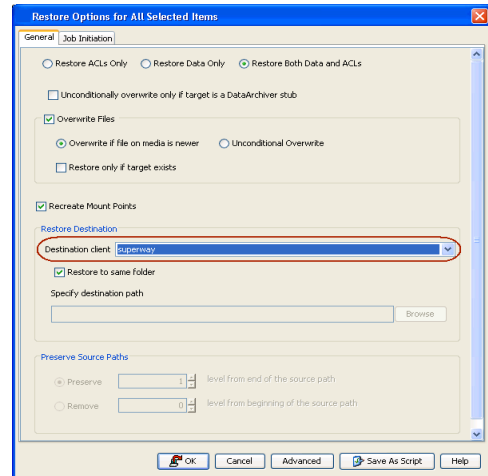 Restore Options for All Selected Items
General Job Initiation
Restore ACLs Only Restore Data Only Restore Both Data and ACLs
Unconditionally overwrite only if target is a DataArchiver stub
Overwrite Files
Overwrite if file on media is newer Unconditional Overwrite
Restore only if target exists
Recreate Mount Points
Restore Destination
Destination client superway
Restore to same folder
Specify destination path
Browse
Preserve Source Paths
Preserve 1 level from end of the source path
Remove 0 level from beginning of the source path
OK Cancel Advanced Save As Script Help